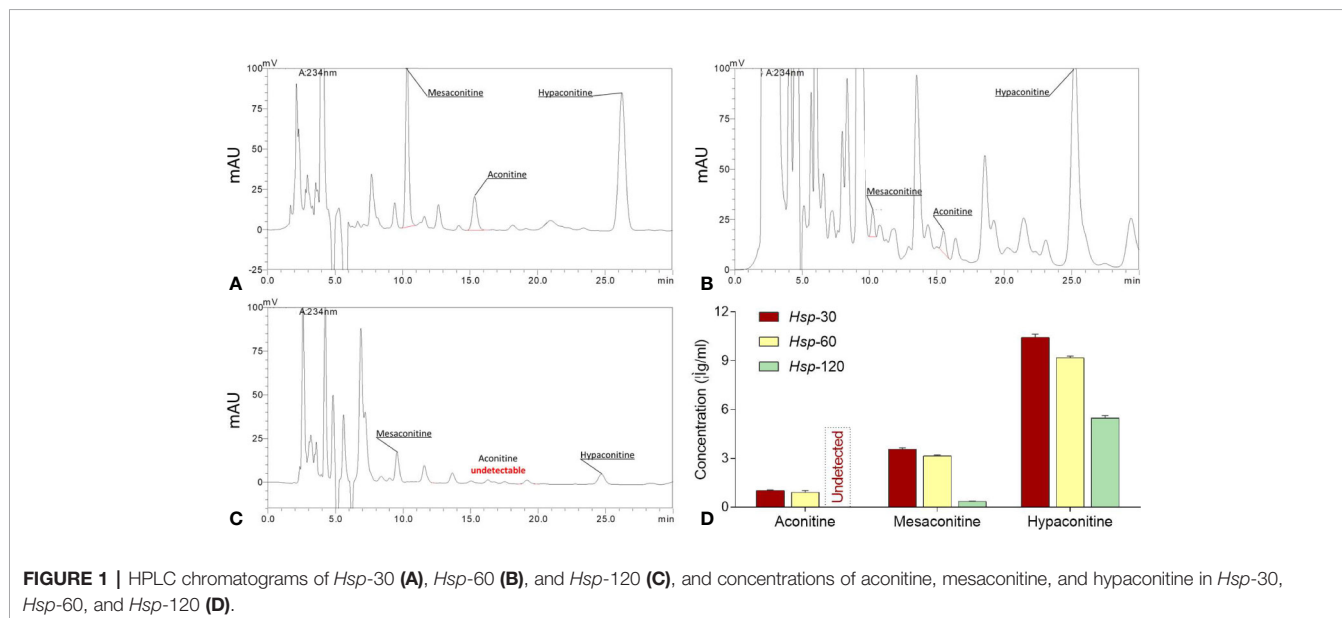 mV
A:234nm
100
75
50
25
0
-25
mAU
Mesaconitine
Hypaconitine
Aconitine
0.0 5.0 10.0 15.0 20.0 25.0 min
A
mV
A:234nm
100
75
50
25
0
mAU
Hypaconitine
Mesaconitine
Aconitine
0.0 5.0 10.0 15.0 20.0 25.0 min
B
mV
A:234nm
100
75
50
25
0
mAU
Mesaconitine
Aconitine
undetectable
Hypaconitine
0.0 5.0 10.0 15.0 20.0 25.0 min
C
12
9
6
3
0
Concentration (¦Ìg/ml)
Hsp-30
Hsp-60
Hsp-120
Undetected
Aconitine Mesaconitine Hypaconitine
D
FIGURE 1 | HPLC chromatograms of Hsp-30 (A), Hsp-60 (B), and Hsp-120 (C), and concentrations of aconitine, mesaconitine, and hypaconitine in Hsp-30,
Hsp-60, and Hsp-120 (D).